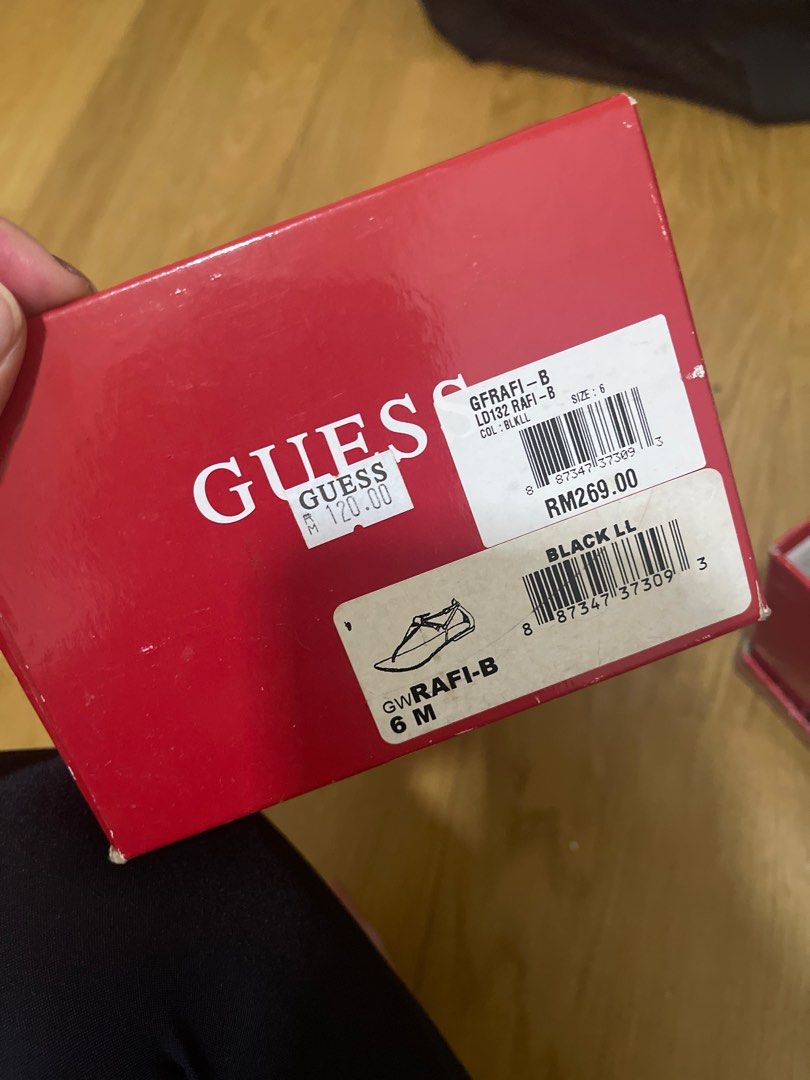 GUESS
GUESS
RM 120.00
GFRAFI-B
LD132 RAFI-B
SIZE : 6
COL : BLKLL
8 87347 37309 3
RM269.00
BLACK LL
8 87347 37309 3
GWRAFI-B
6 M